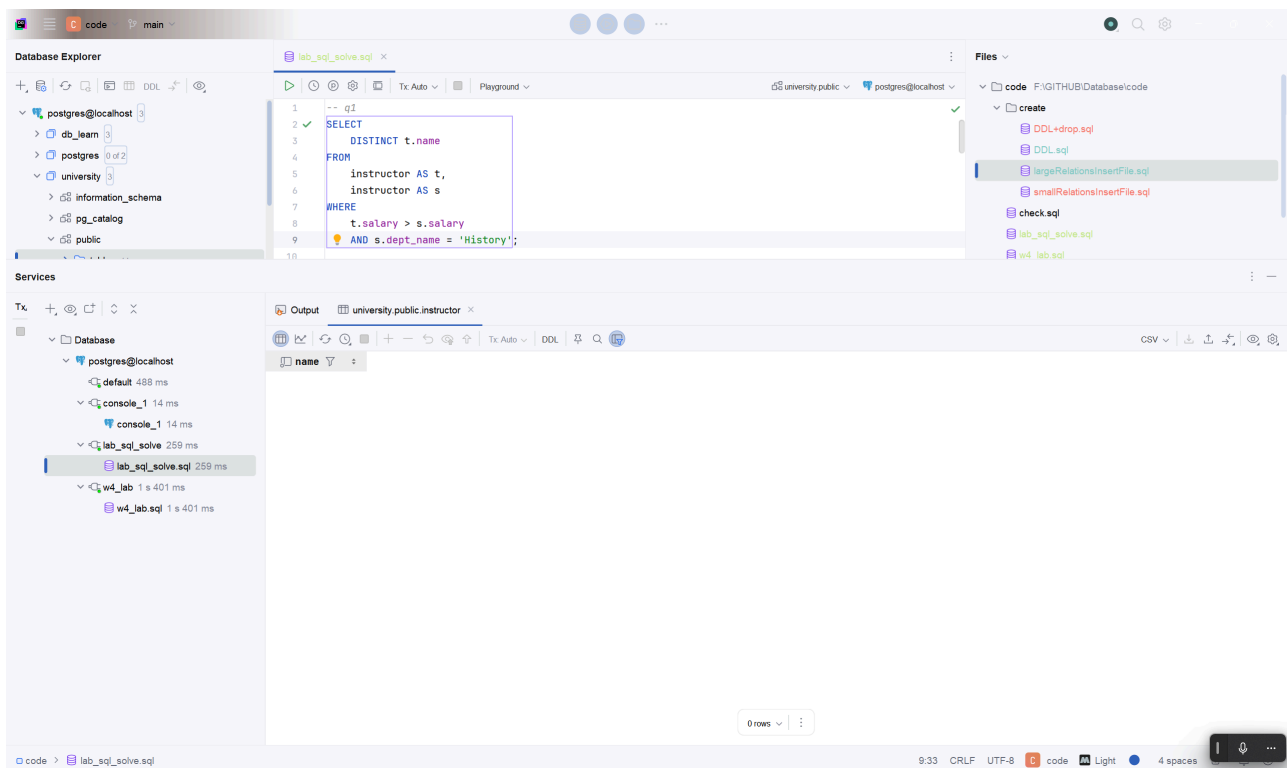 C code main
Database Explorer
DDL
postgres@localhost 3
db_learn 3
postgres 0 of 2
university 3
information_schema
pg_catalog
public
lab_sql_solve.sql
Tx: Auto Playground university.public postgres@localhost
1 -- q1
2 SELECT
3 DISTINCT t.name
4 FROM
5 instructor AS t,
6 instructor AS s
7 WHERE
8 t.salary > s.salary
9 AND s.dept_name = 'History';
10
Files
code F:\GITHUB\Database\code
create
DDL+drop.sql
DDL.sql
largeRelationsInsertFile.sql
smallRelationsInsertFile.sql
check.sql
lab_sql_solve.sql
w4_lab.sql
Services
Tx
Database
postgres@localhost
default 488 ms
console_1 14 ms
console_1 14 ms
lab_sql_solve 259 ms
lab_sql_solve.sql 259 ms
w4_lab 1 s 401 ms
w4_lab.sql 1 s 401 ms
Output university.public.instructor
Tx: Auto DDL CSV
name
0 rows
code > lab_sql_solve.sql 9:33 CRLF UTF-8 C code Light 4 spaces